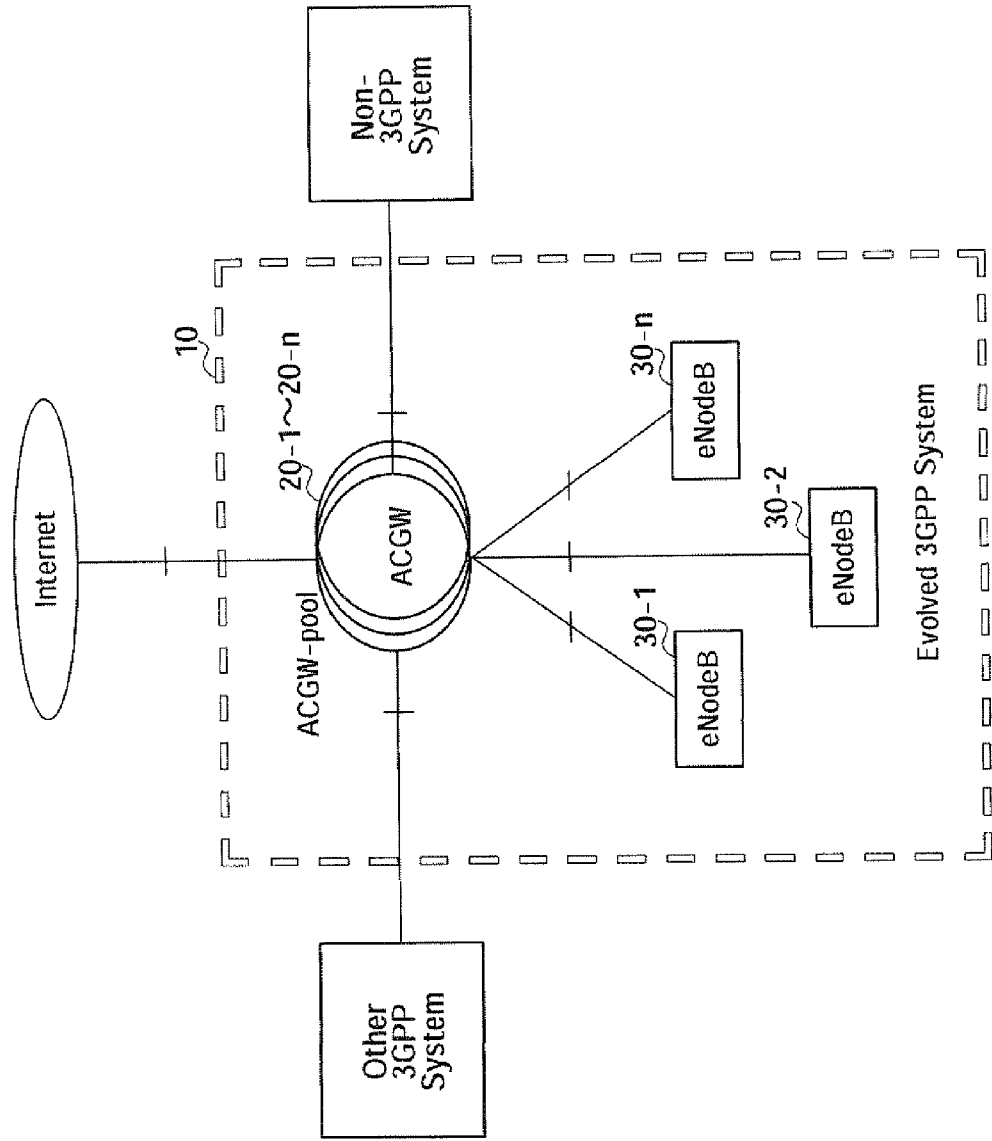 Internet
10
20-1~20-n
ACGW-pool
ACGW
Other
3GPP
System
Non-
3GPP
System
30-1
eNodeB
30-2
eNodeB
30-n
eNodeB
Evolved 3GPP System